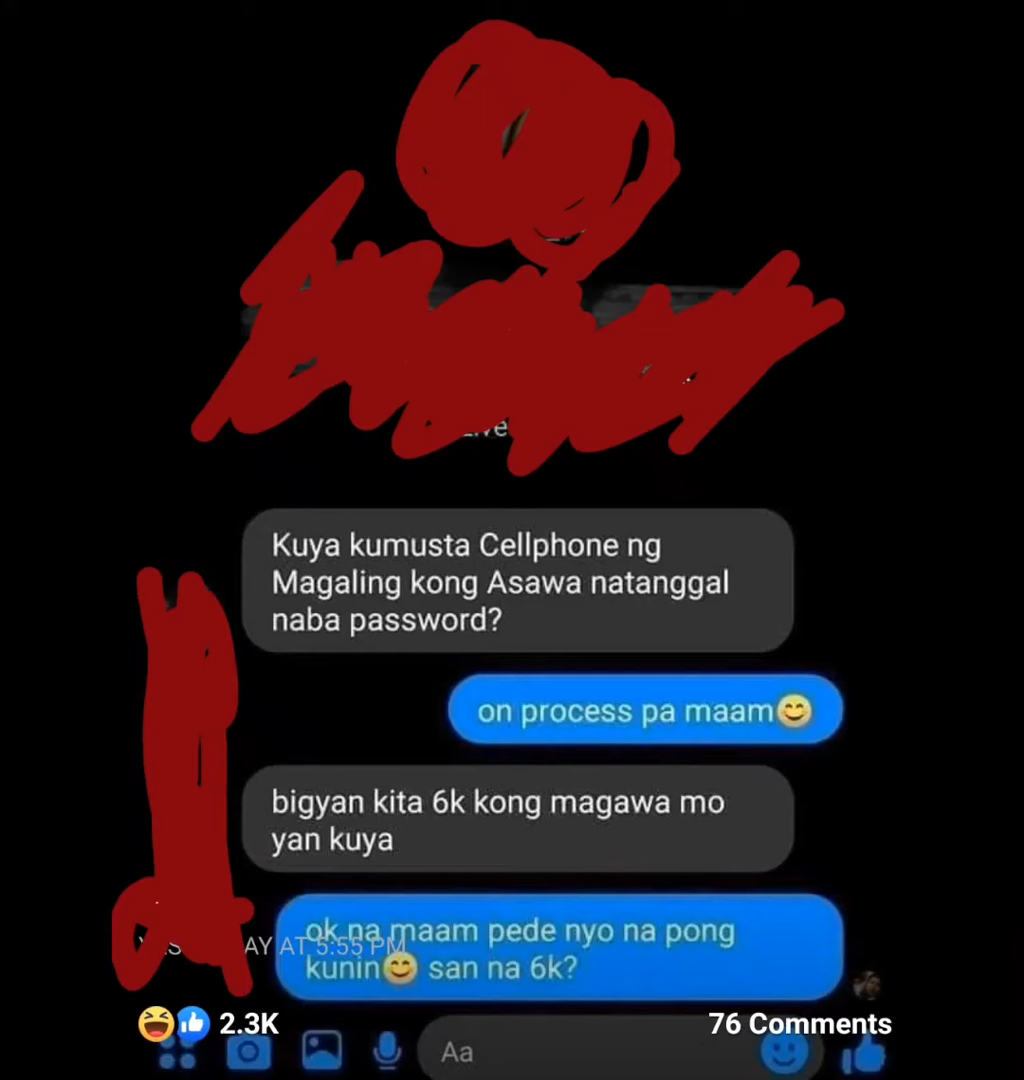 Kuya kumusta Cellphone ng
Magaling kong Asawa natanggal
naba password?
on process pa maam😊
bigyan kita 6k kong magawa mo
yan kuya
ok na maam pede nyo na pong
AY AT 5:55 PM
kunin😊 san na 6k?
2.3K
76 Comments
Aa